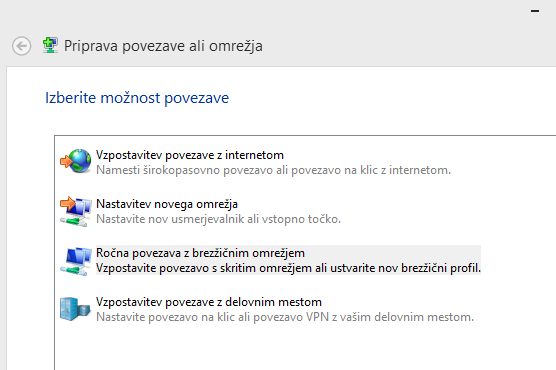 Priprava povezave ali omrežja
Izberite možnost povezave
Vzpostavitev povezave z internetom
Namesti širokopasovno povezavo ali povezavo na klic z internetom.
Nastavitev novega omrežja
Nastavite nov usmerjevalnik ali vstopno točko.
Ročna povezava z brezžičnim omrežjem
Vzpostavite povezavo s skritim omrežjem ali ustvarite nov brezžični profil.
Vzpostavitev povezave z delovnim mestom
Nastavite povezavo na klic ali povezavo VPN z vašim delovnim mestom.